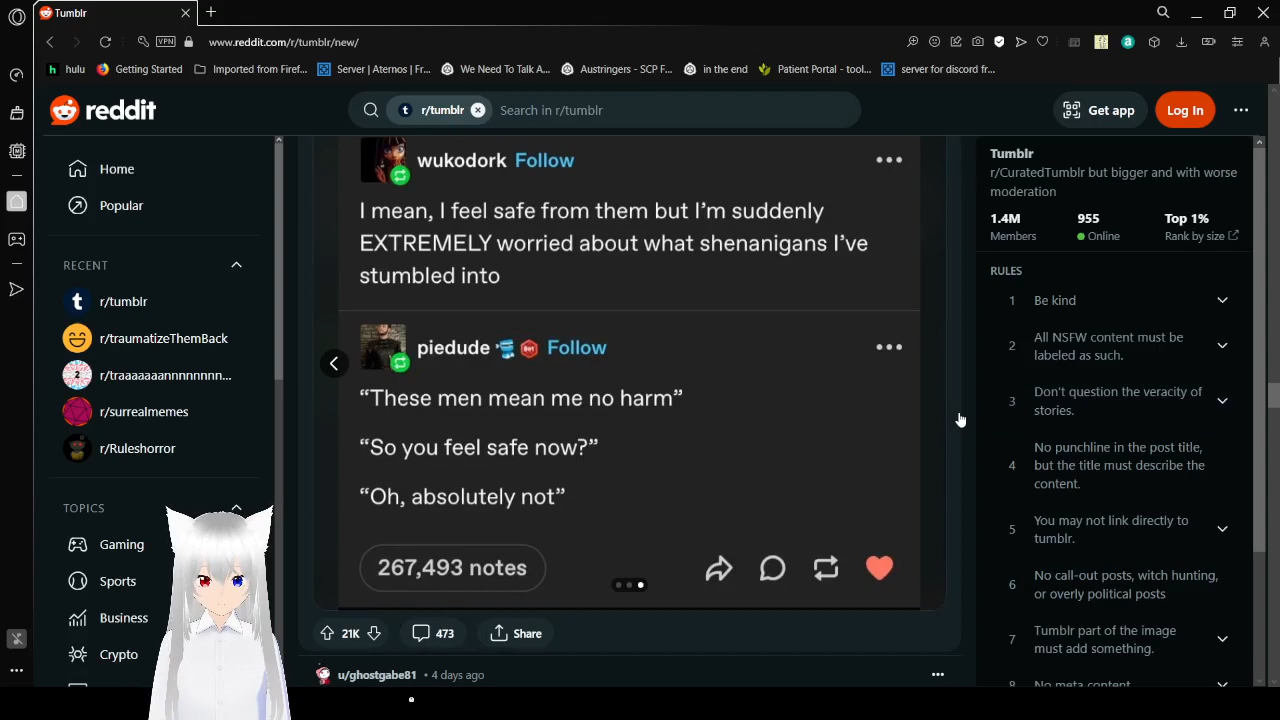 Tumblr
VPN
www.reddit.com/r/tumblr/new/
hulu
Getting Started
Imported from Firef...
Server | Aternos | Fr...
We Need To Talk A...
Austringers - SCP F...
in the end
Patient Portal - tool...
server for discord fr...
reddit
r/tumblr
Search in r/tumblr
Get app
Log In
Home
Popular
RECENT
r/tumblr
r/traumatizeThemBack
r/traaaaaaannnnnnnn...
r/surrealmemes
r/Ruleshorror
TOPICS
Gaming
Sports
Business
Crypto
wukodork Follow
I mean, I feel safe from them but I’m suddenly
EXTREMELY worried about what shenanigans I’ve
stumbled into
piedude Follow
“These men mean me no harm”
“So you feel safe now?”
“Oh, absolutely not”
267,493 notes
21K
473
Share
u/ghostgabe81 • 4 days ago
Tumblr
r/CuratedTumblr but bigger and with worse
moderation
1.4M
Members
955
Online
Top 1%
Rank by size
RULES
1 Be kind
2 All NSFW content must be
labeled as such.
3 Don't question the veracity of
stories.
4 No punchline in the post title,
but the title must describe the
content.
5 You may not link directly to
tumblr.
6 No call-out posts, witch hunting,
or overly political posts
7 Tumblr part of the image
must add something.
8 No meta content